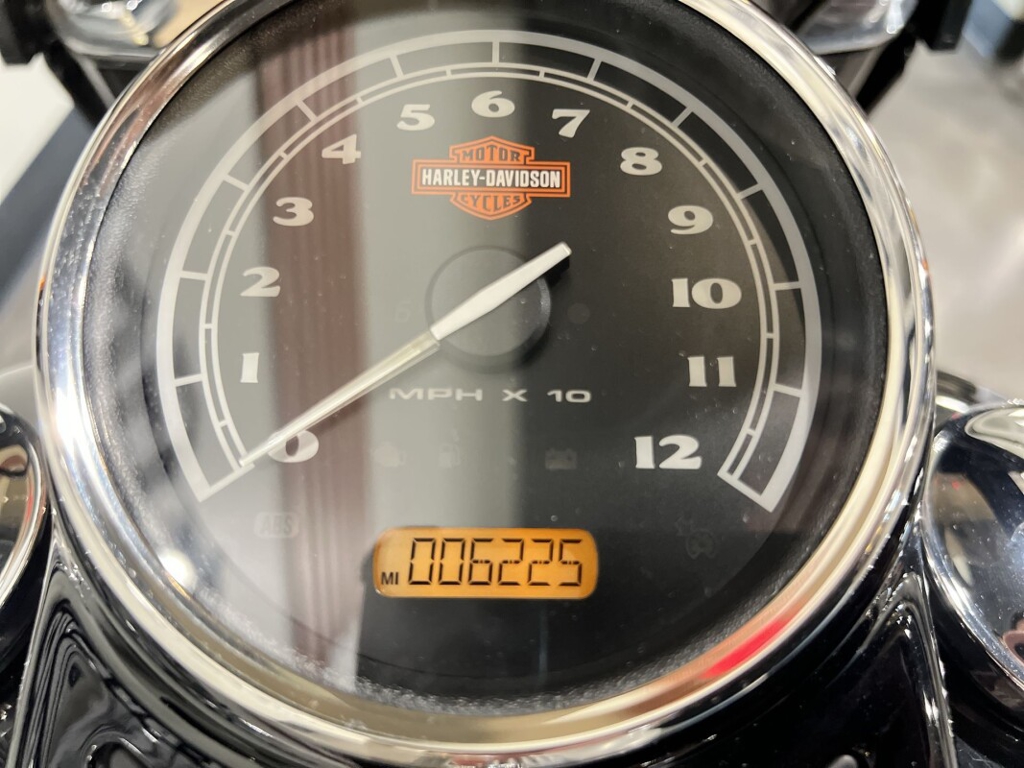 6
5 7
4 8
3 9
2 10
1 11
0 12
MOTOR
HARLEY-DAVIDSON
CYCLES
MPH X 10
ABS
MI 006225